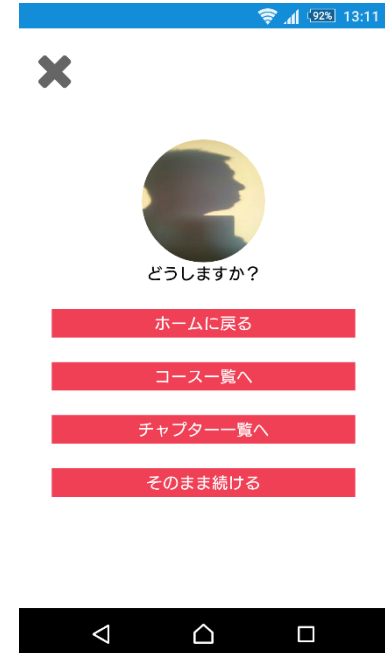 92% 13:11
どうしますか？
ホームに戻る
コース一覧へ
チャプター一覧へ
そのまま続ける